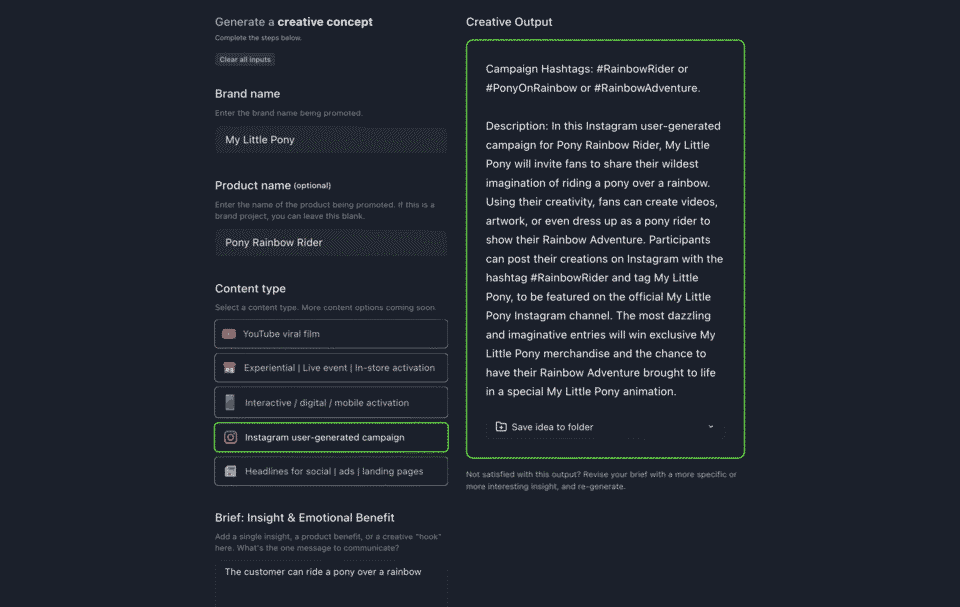 Generate a creative concept
Complete the steps below.
Clear all inputs
Brand name
Enter the brand name being promoted.
My Little Pony
Product name (optional)
Enter the name of the product being promoted. If this is a
brand project, you can leave this blank.
Pony Rainbow Rider
Content type
Select a content type. More content options coming soon.
YouTube viral film
Experiential | Live event | In-store activation
Interactive / digital / mobile activation
Instagram user-generated campaign
Headlines for social | ads | landing pages
Brief: Insight & Emotional Benefit
Add a single insight, a product benefit, or a creative "hook"
here. What's the one message to communicate?
The customer can ride a pony over a rainbow
Creative Output
Campaign Hashtags: #RainbowRider or
#PonyOnRainbow or #RainbowAdventure.
Description: In this Instagram user-generated
campaign for Pony Rainbow Rider, My Little
Pony will invite fans to share their wildest
imagination of riding a pony over a rainbow.
Using their creativity, fans can create videos,
artwork, or even dress up as a pony rider to
show their Rainbow Adventure. Participants
can post their creations on Instagram with the
hashtag #RainbowRider and tag My Little
Pony, to be featured on the official My Little
Pony Instagram channel. The most dazzling
and imaginative entries will win exclusive My
Little Pony merchandise and the chance to
have their Rainbow Adventure brought to life
in a special My Little Pony animation.
Save idea to folder
Not satisfied with this output? Revise your brief with a more specific or
more interesting insight, and re-generate.